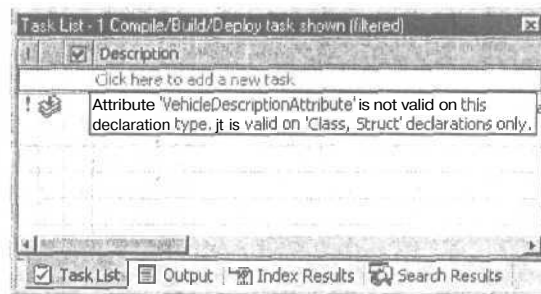 Task List - 1 Compile/Build/Deploy task shown (filtered)
! Description
Click here to add a new task
! Attribute 'VehicleDescriptionAttribute' is not valid on this
declaration type. jt is valid on 'Class, Struct' declarations only.
Task List Output Index Results Search Results